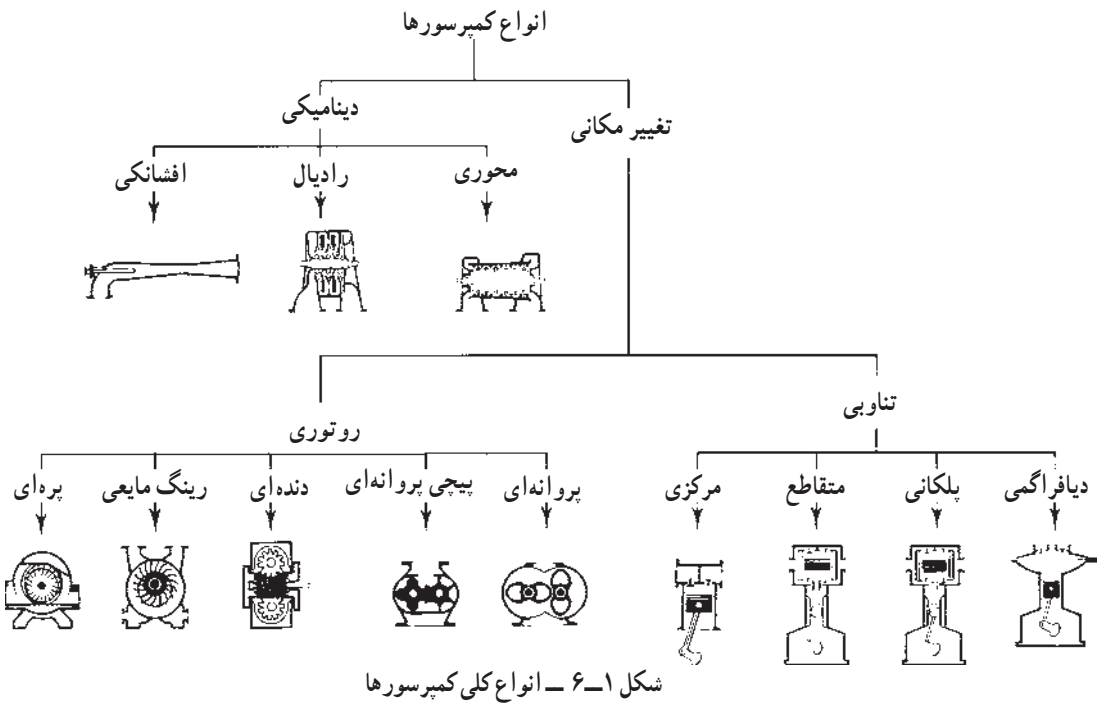 انواع کمپرسورها
دینامیکی
تغییر مکانی
محوری
رادیال
افشانکی
تناوبی
روتوری
دیافراگمی
پلکانی
متقاطع
مرکزی
پروانه‌ای
پیچی پروانه‌ای
دنده‌ای
رینگ مایعی
پره‌ای
شکل ۱ــ۶ ــ انواع کلی کمپرسورها